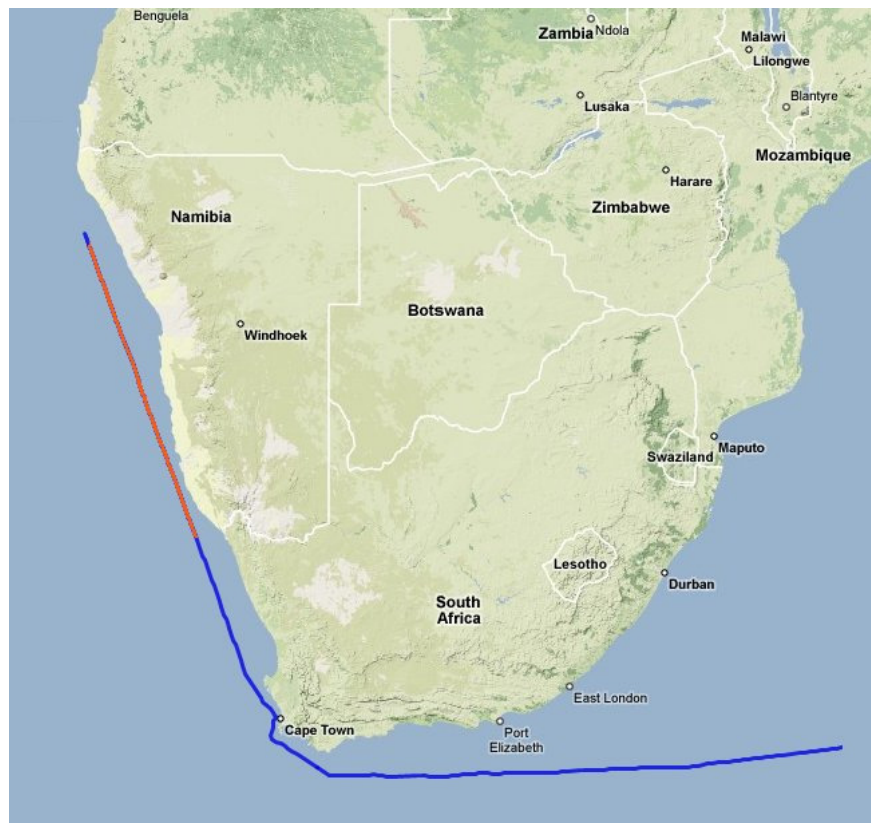 Benguela
Zambia
Ndola
Malawi
Lilongwe
Lusaka
Blantyre
Mozambique
Harare
Namibia
Zimbabwe
Botswana
Windhoek
Maputo
Swaziland
Lesotho
Durban
South
Africa
East London
Cape Town
Port
Elizabeth